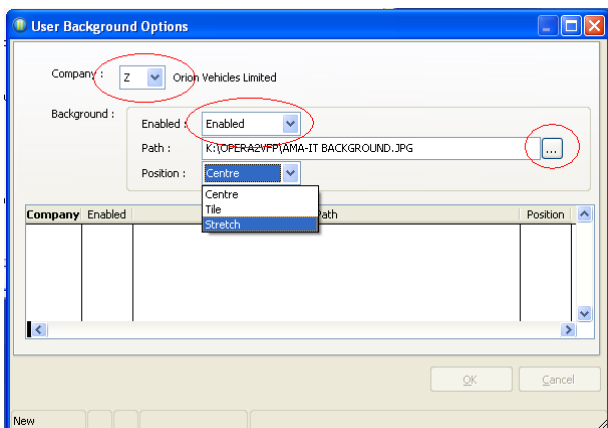 User Background Options
Company : Z Orion Vehicles Limited
Background :
Enabled : Enabled
Path : K:\OPERA2VFP\AMA-IT BACKGROUND.JPG ...
Position : Centre
Centre
Tile
Stretch
Company Enabled Path Position
OK Cancel
New